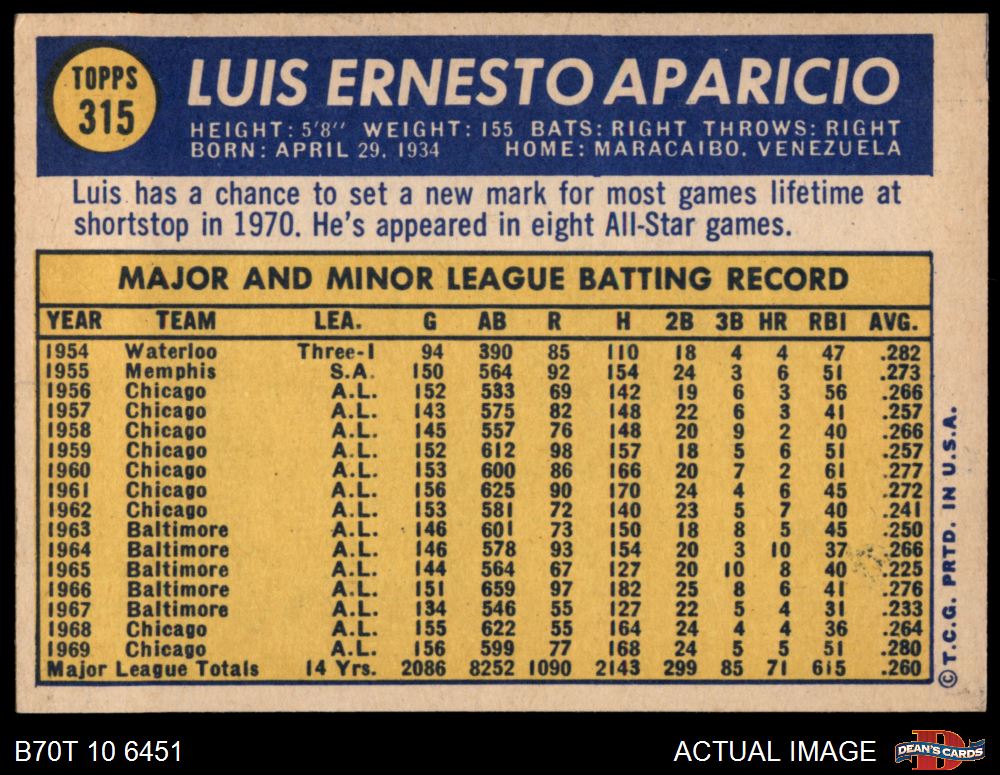 TOPPS
315
LUIS ERNESTO APARICIO
HEIGHT: 5'8" WEIGHT: 155 BATS: RIGHT THROWS: RIGHT
BORN: APRIL 29, 1934 HOME: MARACAIBO, VENEZUELA
Luis has a chance to set a new mark for most games lifetime at
shortstop in 1970. He's appeared in eight All-Star games.
MAJOR AND MINOR LEAGUE BATTING RECORD
YEAR TEAM LEA. G AB R H 2B 3B HR RBI AVG.
1954 Waterloo Three-I 94 390 85 110 18 4 4 47 .282
1955 Memphis S.A. 150 564 92 154 24 3 6 51 .273
1956 Chicago A.L. 152 533 69 142 19 6 3 56 .266
1957 Chicago A.L. 143 575 82 148 22 6 3 41 .257
1958 Chicago A.L. 145 557 76 148 20 9 2 40 .266
1959 Chicago A.L. 152 612 98 157 18 5 6 51 .257
1960 Chicago A.L. 153 600 86 166 20 7 2 61 .277
1961 Chicago A.L. 156 625 90 170 24 4 6 45 .272
1962 Chicago A.L. 153 581 72 140 23 5 7 40 .241
1963 Baltimore A.L. 146 601 73 150 18 8 5 45 .250
1964 Baltimore A.L. 146 578 93 154 20 3 10 37 .266
1965 Baltimore A.L. 144 564 67 127 20 10 8 40 .225
1966 Baltimore A.L. 151 659 97 182 25 8 6 41 .276
1967 Baltimore A.L. 134 546 55 127 22 5 4 31 .233
1968 Chicago A.L. 155 622 55 164 24 4 4 36 .264
1969 Chicago A.L. 156 599 77 168 24 5 5 51 .280
Major League Totals 14 Yrs. 2086 8252 1090 2143 299 85 71 615 .260
© T.C.G. PRTD. IN U.S.A.
B70T 10 6451
ACTUAL IMAGE
DEAN'S CARDS